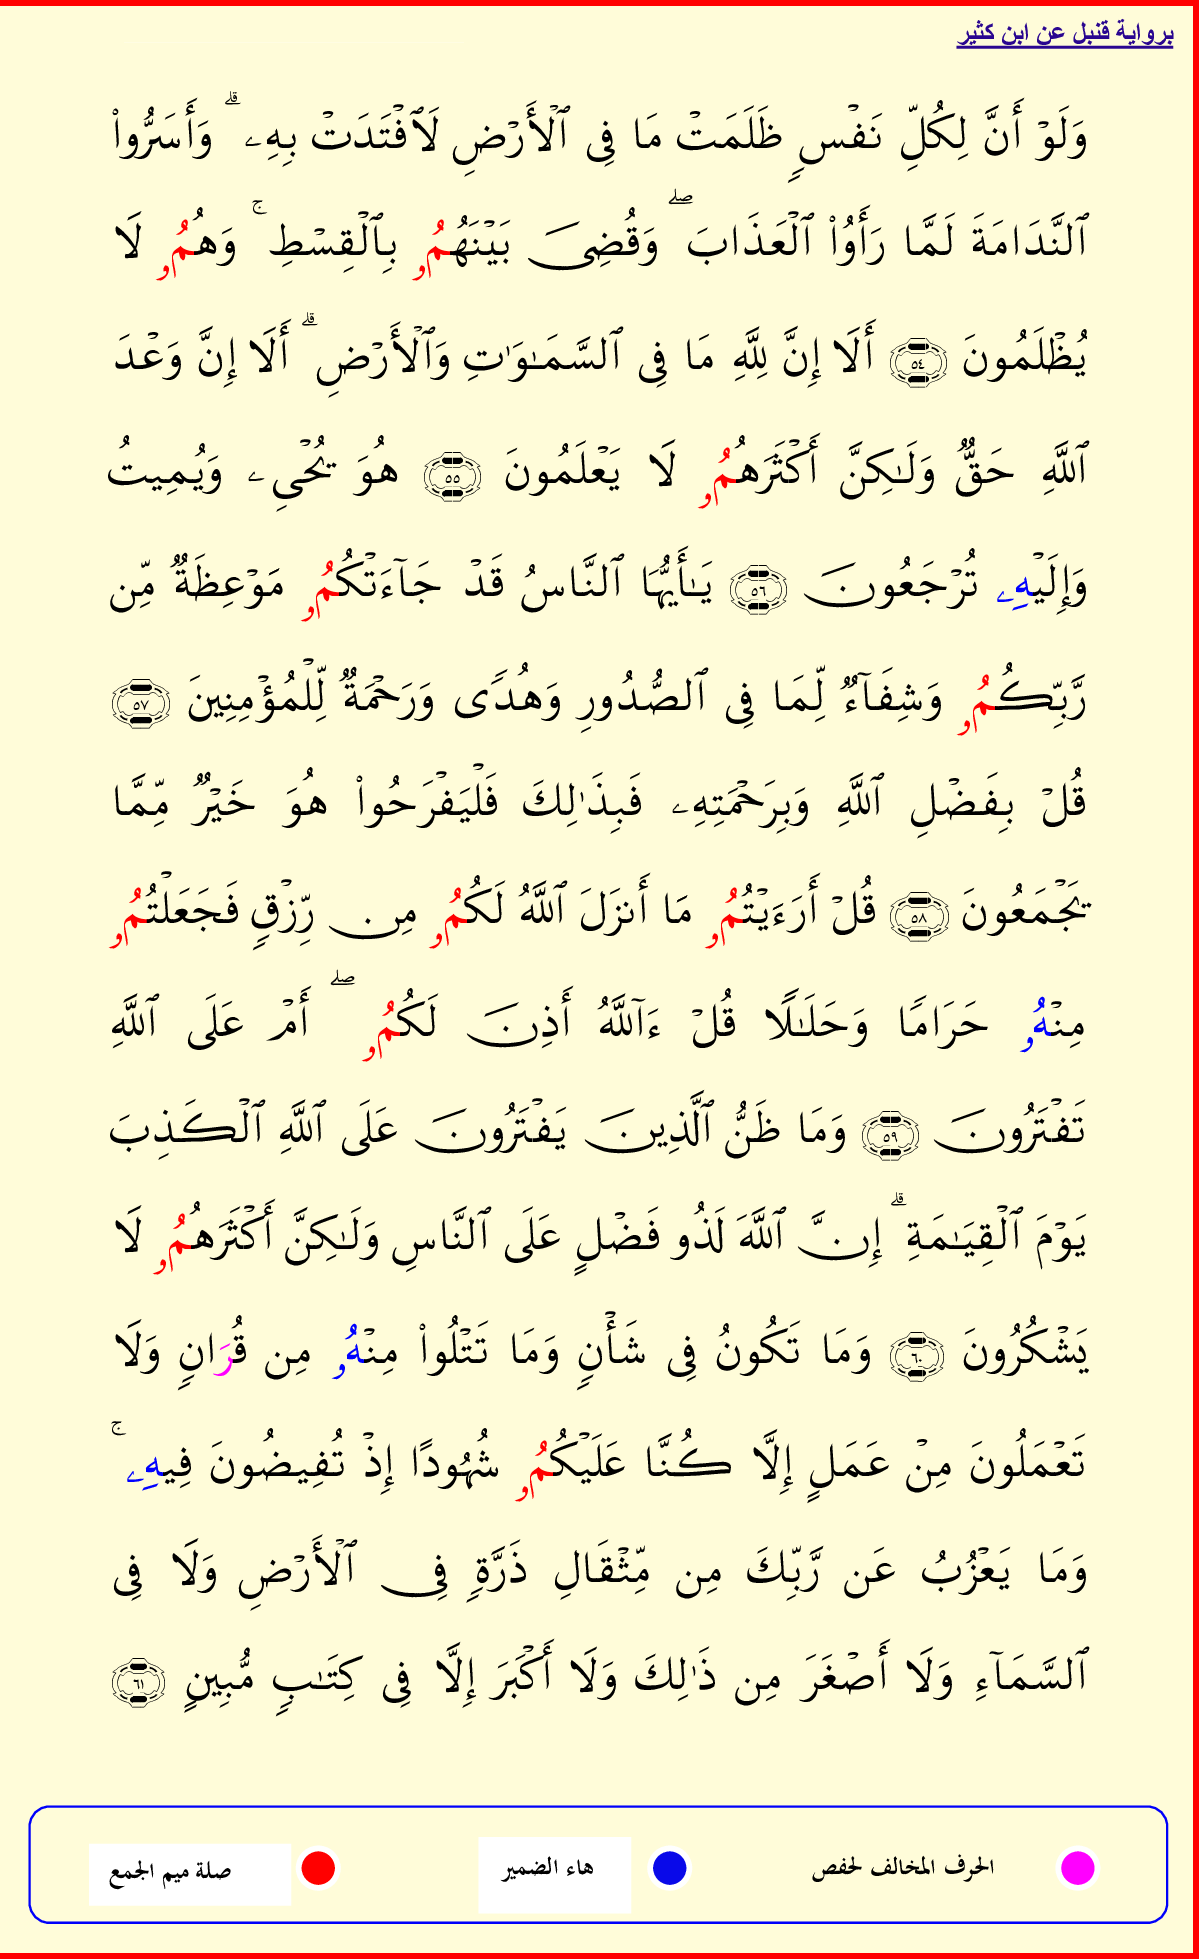 برواية قنبل عن ابن كثير
وَلَوْ أَنَّ لِكُلِّ نَفْسٍ ظَلَمَتْ مَا فِى ٱلْأَرْضِ لَٱفْتَدَتْ بِهِۦ ۗ وَأَسَرُّوا۟
ٱلنَّدَامَةَ لَمَّا رَأَوُا۟ ٱلْعَذَابَ ۖ وَقُضِىَ بَيْنَهُمُۥ بِٱلْقِسْطِ ۚ وَهُمُۥ لَا
يُظْلَمُونَ ٥٤ أَلَا إِنَّ لِلَّهِ مَا فِى ٱلسَّمَـٰوَٰتِ وَٱلْأَرْضِ ۗ أَلَا إِنَّ وَعْدَ
ٱللَّهِ حَقٌّ وَلَـٰكِنَّ أَكْثَرَهُمُۥ لَا يَعْلَمُونَ ٥٥ هُوَ يُحْىِۦ وَيُمِيتُ
وَإِلَيْهِۦ تُرْجَعُونَ ٥٦ يَـٰأَيُّهَا ٱلنَّاسُ قَدْ جَآءَتْكُمُۥ مَوْعِظَةٌ مِّن
رَّبِّكُمُۥ وَشِفَآءٌ لِّمَا فِى ٱلصُّدُورِ وَهُدًى وَرَحْمَةٌ لِّلْمُؤْمِنِينَ ٥٧
قُلْ بِفَضْلِ ٱللَّهِ وَبِرَحْمَتِهِۦ فَبِذَٰلِكَ فَلْيَفْرَحُوا۟ هُوَ خَيْرٌ مِّمَّا
يَجْمَعُونَ ٥٨ قُلْ أَرَءَيْتُمُۥ مَا أَنزَلَ ٱللَّهُ لَكُمُۥ مِن رِّزْقٍ فَجَعَلْتُمُۥ
مِنْهُۥ حَرَامًا وَحَلَـٰلًا قُلْ ءَآللَّهُ أَذِنَ لَكُمُۥ ۖ أَمْ عَلَى ٱللَّهِ
تَفْتَرُونَ ٥٩ وَمَا ظَنُّ ٱلَّذِينَ يَفْتَرُونَ عَلَى ٱللَّهِ ٱلْكَذِبَ
يَوْمَ ٱلْقِيَـٰمَةِ ۗ إِنَّ ٱللَّهَ لَذُو فَضْلٍ عَلَى ٱلنَّاسِ وَلَـٰكِنَّ أَكْثَرَهُمُۥ لَا
يَشْكُرُونَ ٦٠ وَمَا تَكُونُ فِى شَأْنٍ وَمَا تَتْلُوا۟ مِنْهُۥ مِن قُرَانٍ وَلَا
تَعْمَلُونَ مِنْ عَمَلٍ إِلَّا كُنَّا عَلَيْكُمُۥ شُهُودًا إِذْ تُفِيضُونَ فِيهِۦ ۚ
وَمَا يَعْزُبُ عَن رَّبِّكَ مِن مِّثْقَالِ ذَرَّةٍ فِى ٱلْأَرْضِ وَلَا فِى
ٱلسَّمَآءِ وَلَا أَصْغَرَ مِن ذَٰلِكَ وَلَا أَكْبَرَ إِلَّا فِى كِتَـٰبٍ مُّبِينٍ ٦١
الحرف المخالف لحفص هاء الضمير صلة ميم الجمع